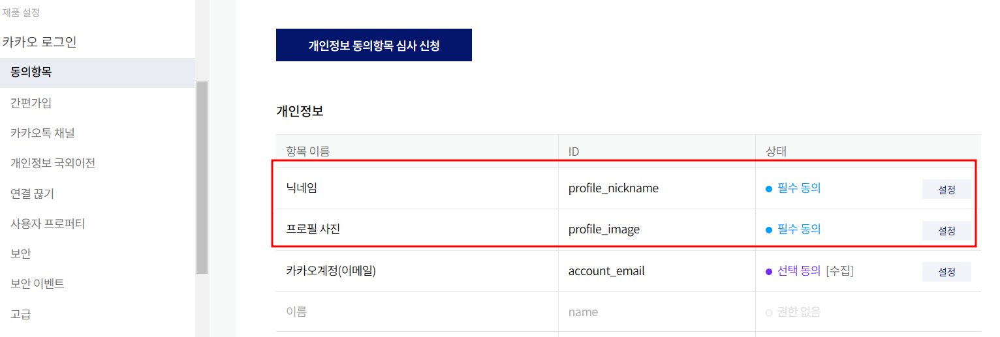 제품 설정
카카오 로그인
동의항목
간편가입
카카오톡 채널
개인정보 국외이전
연결 끊기
사용자 프로퍼티
보안
보안 이벤트
고급
개인정보 동의항목 심사 신청
개인정보
항목 이름 ID 상태
닉네임 profile_nickname 필수 동의 설정
프로필 사진 profile_image 필수 동의 설정
카카오계정(이메일) account_email 선택 동의 [수집] 설정
이름 name 권한 없음